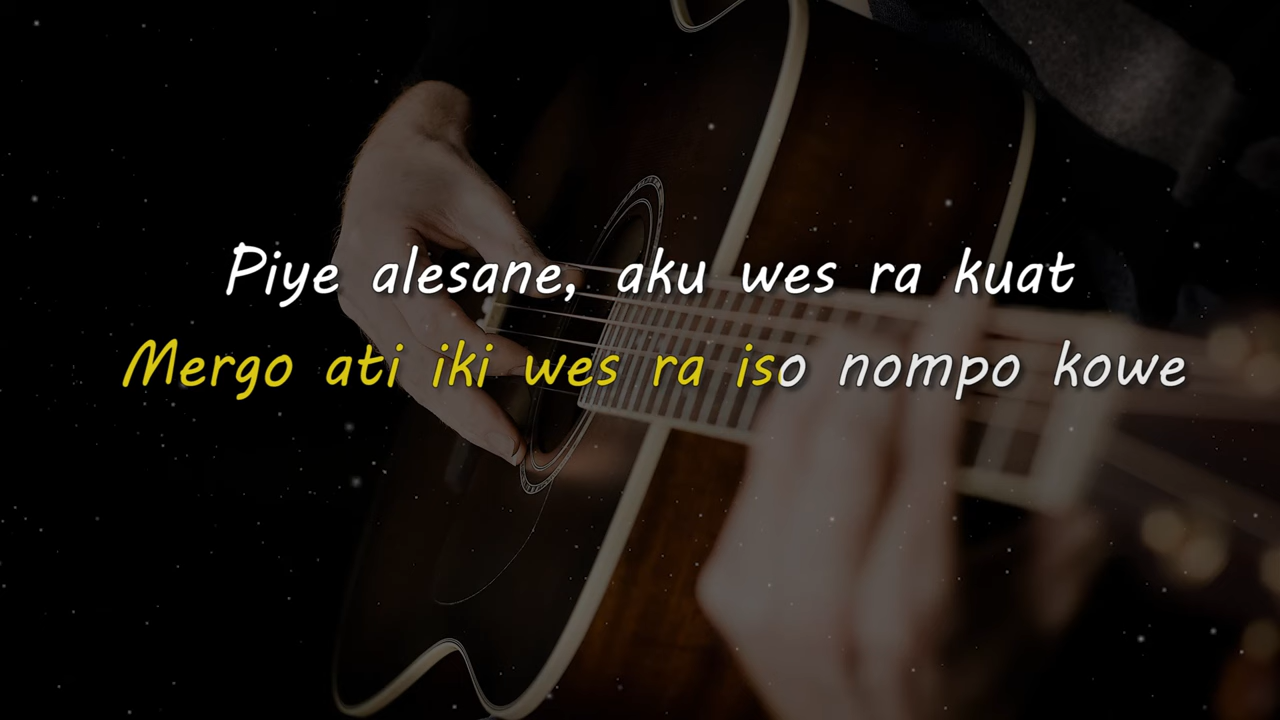 Piye alesane, aku wes ra kuat
Mergo ati iki wes ra iso nompo kowe